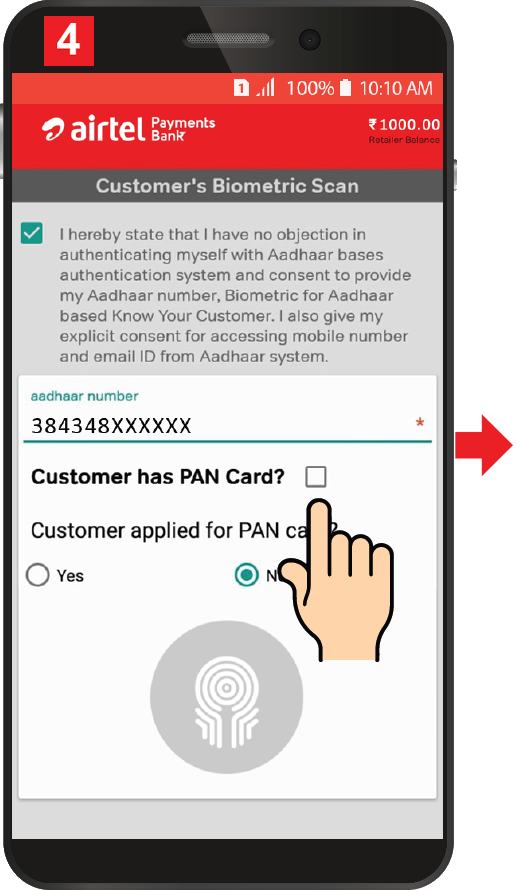 4
1 100% 10:10 AM
airtel Payments Bank
₹1000.00
Retailer Balance
Customer's Biometric Scan
I hereby state that I have no objection in
authenticating myself with Aadhaar bases
authentication system and consent to provide
my Aadhaar number, Biometric for Aadhaar
based Know Your Customer. I also give my
explicit consent for accessing mobile number
and email ID from Aadhaar system.
aadhaar number
384348XXXXXX *
Customer has PAN Card?
Customer applied for PAN ca ?
Yes